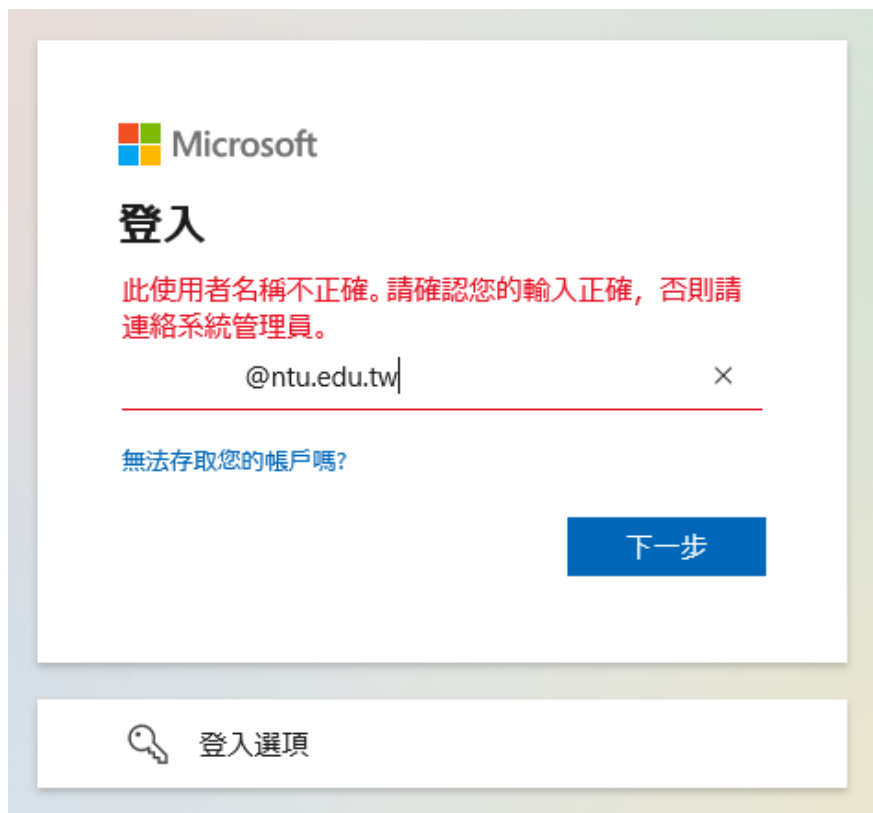 Microsoft
登入
此使用者名稱不正確。請確認您的輸入正確，否則請
連絡系統管理員。
@ntu.edu.tw
無法存取您的帳戶嗎?
下一步
登入選項